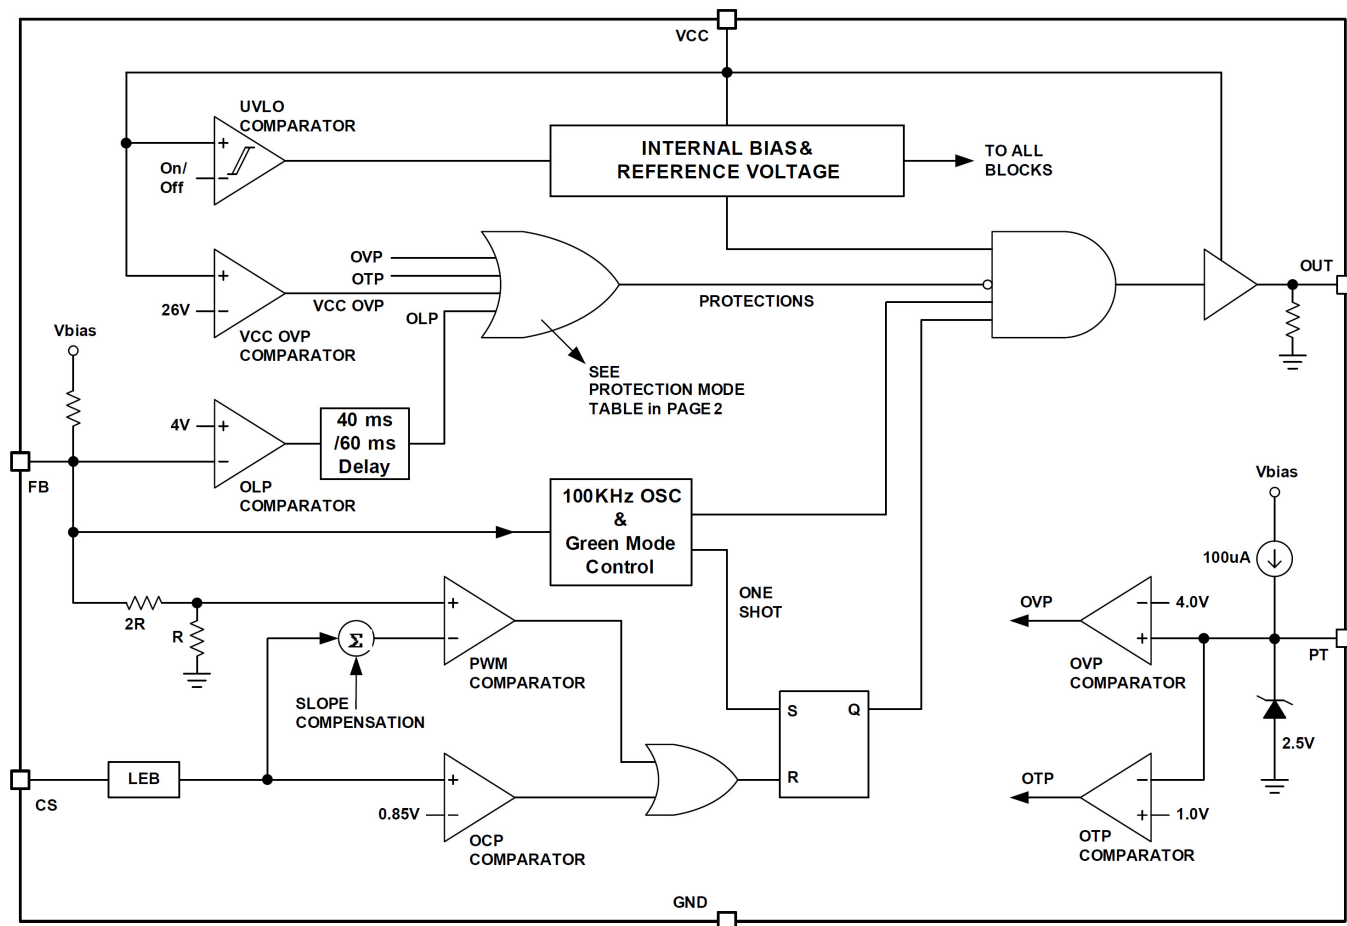 VCC
UVLO
COMPARATOR
+
On/
Off
−
INTERNAL BIAS &
REFERENCE VOLTAGE
TO ALL
BLOCKS
OVP
OTP
VCC OVP
OLP
+
26V
−
VCC OVP
COMPARATOR
PROTECTIONS
OUT
SEE
PROTECTION MODE
TABLE in PAGE 2
Vbias
4V
+
−
OLP
COMPARATOR
40 ms
/60 ms
Delay
FB
100KHz OSC
&
Green Mode
Control
ONE
SHOT
2R
R
Σ
SLOPE
COMPENSATION
+
−
PWM
COMPARATOR
S
Q
R
CS
LEB
+
0.85V
−
OCP
COMPARATOR
Vbias
100uA
OVP
−
4.0V
+
OVP
COMPARATOR
PT
2.5V
OTP
−
+
1.0V
OTP
COMPARATOR
GND